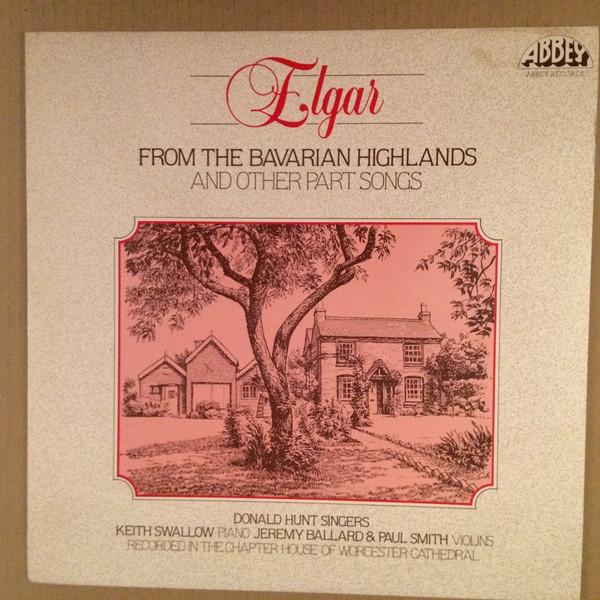 ABBEY
ABBEY RECORDS
Elgar
FROM THE BAVARIAN HIGHLANDS
AND OTHER PART SONGS
DONALD HUNT SINGERS
KEITH SWALLOW PIANO JEREMY BALLARD & PAUL SMITH VIOLINS
RECORDED IN THE CHAPTER HOUSE OF WORCESTER CATHEDRAL